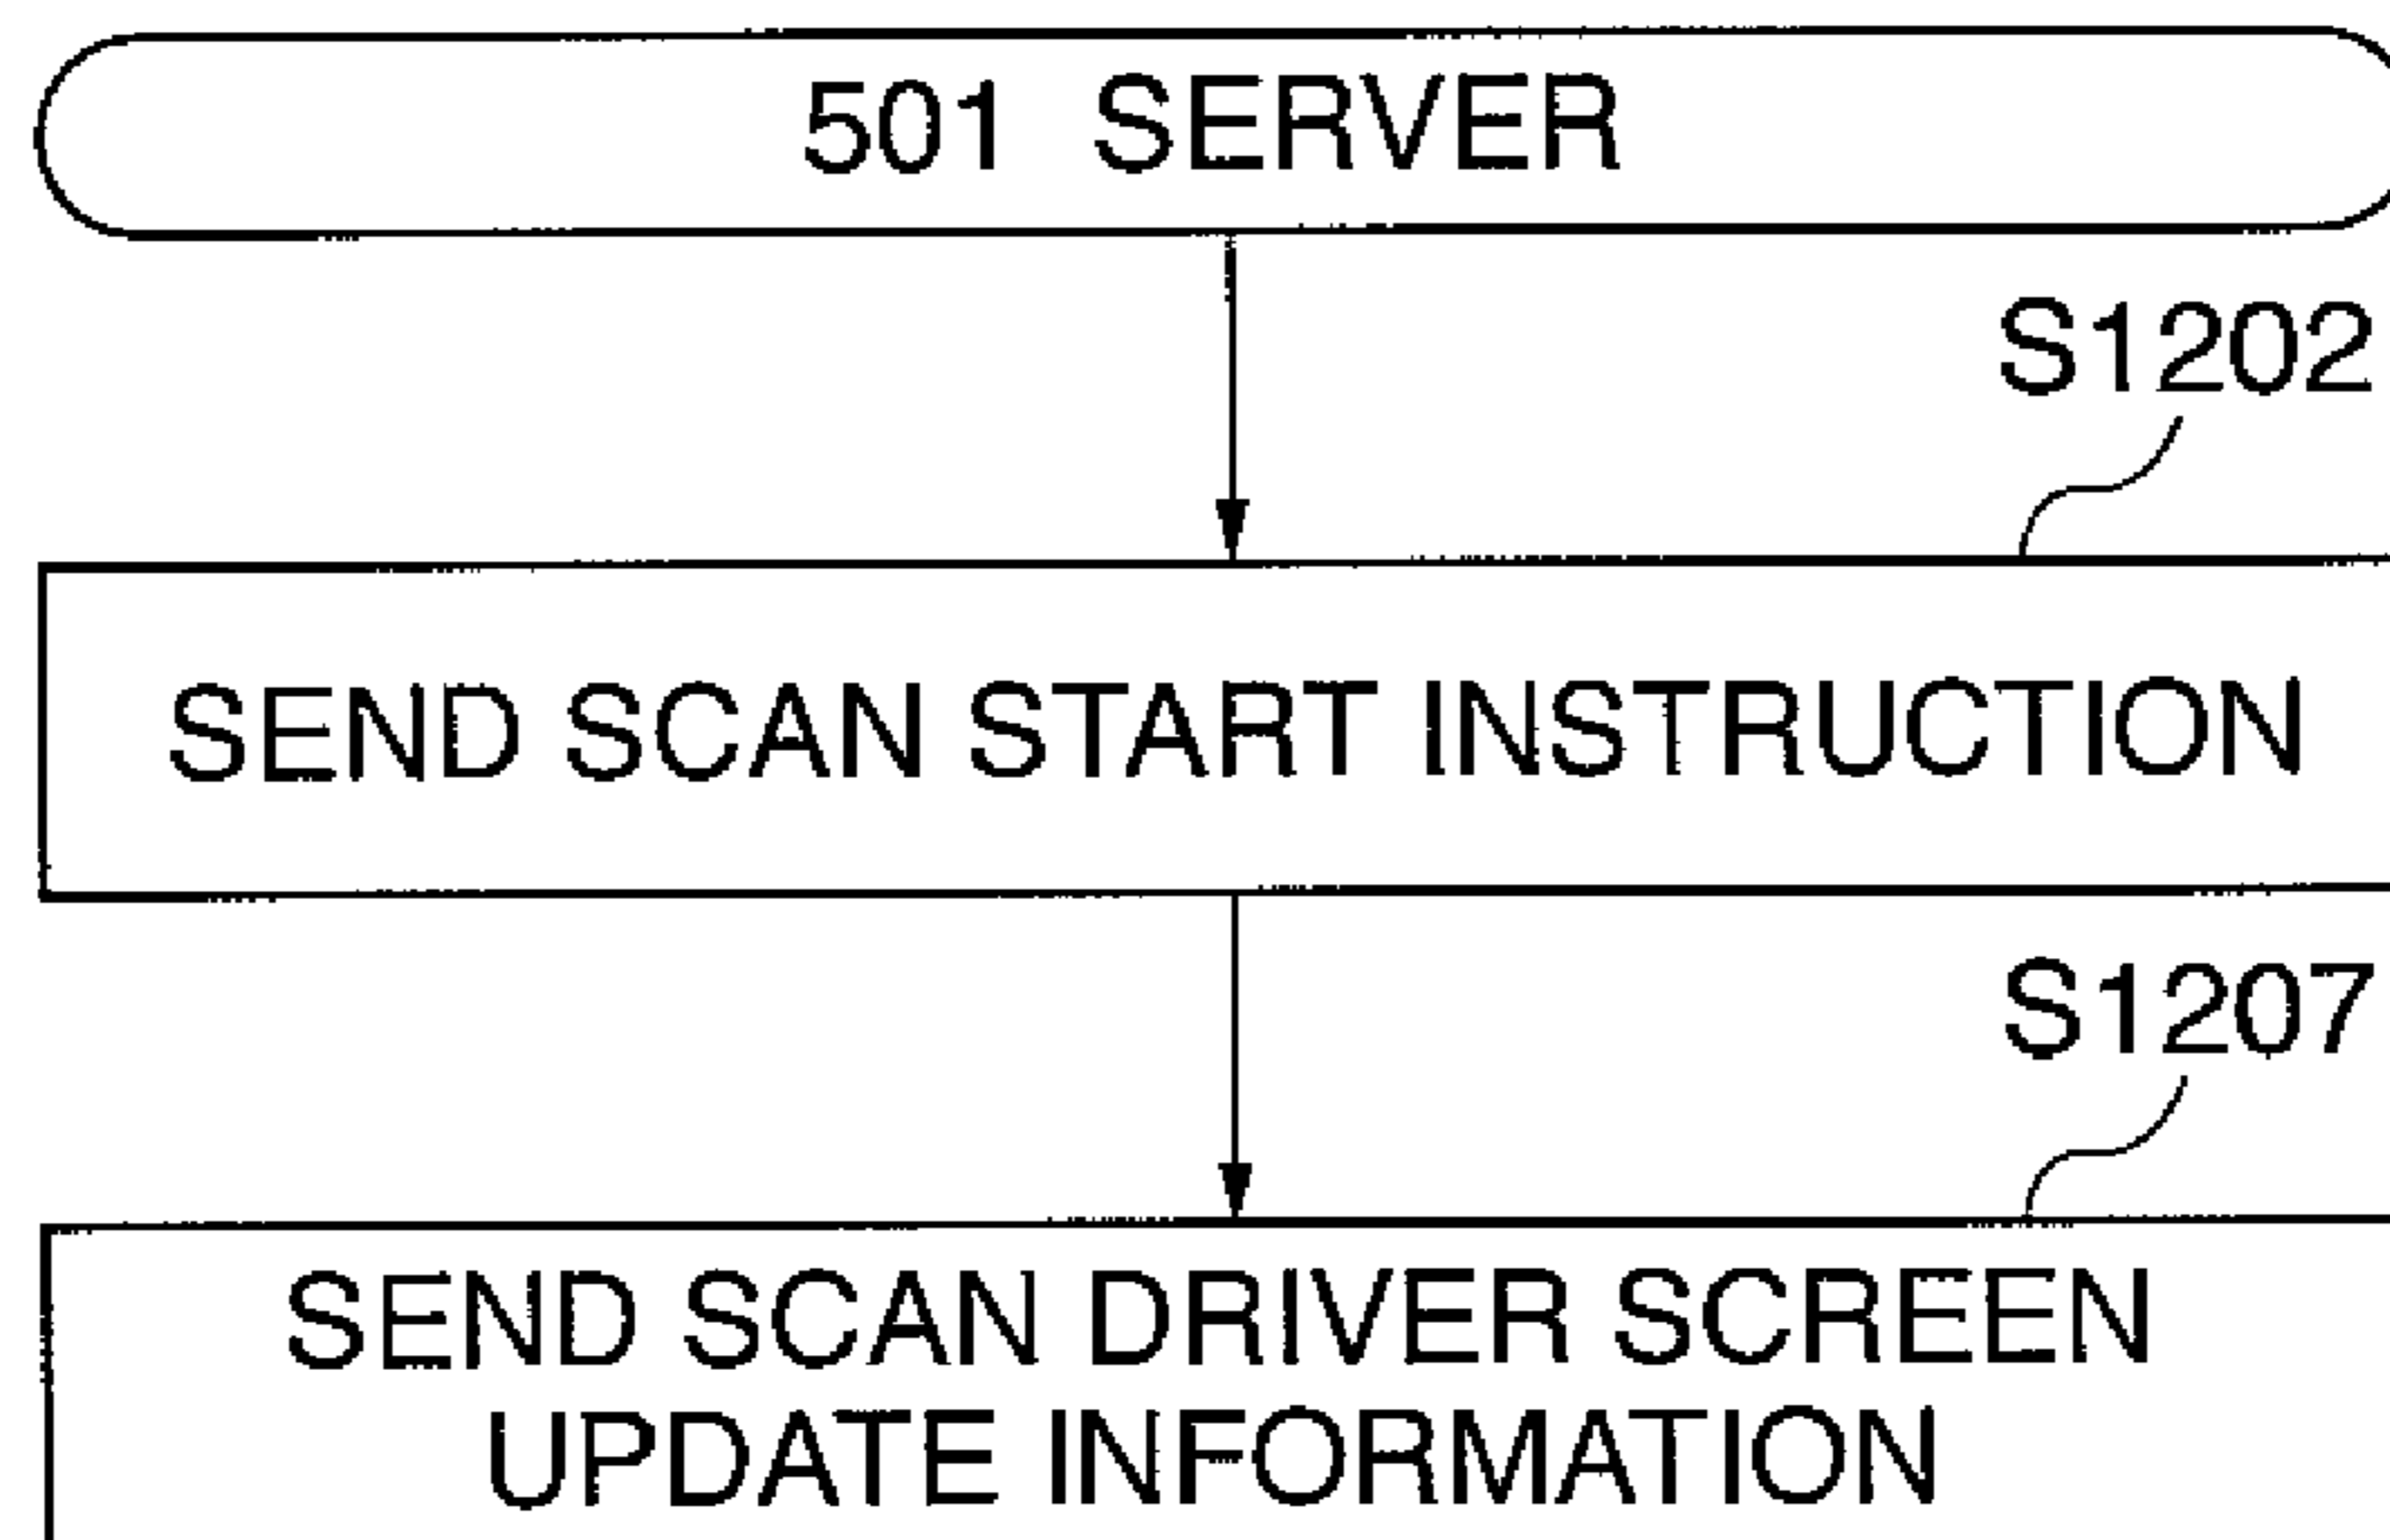 501 SERVER
S1202
SEND SCAN START INSTRUCTION
S1207
SEND SCAN DRIVER SCREEN
UPDATE INFORMATION